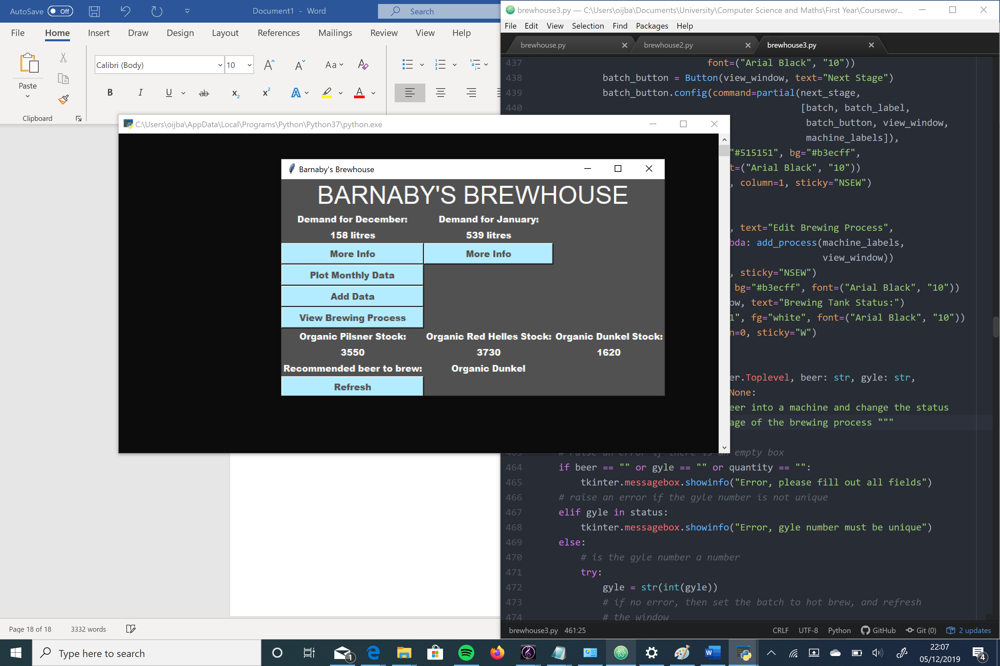 AutoSave Off Document1 - Word Search
File Home Insert Draw Design Layout References Mailings Review View Help
Paste
Calibri (Body) 10 Aa
B I U ab x2 x2 A A
Clipboard
brewhouse3.py — C:\Users\oijba\Documents\University\Computer Science and Maths\First Year\Coursewor...
File Edit View Selection Find Packages Help
brewhouse.py brewhouse2.py brewhouse3.py
437 font=("Arial Black", "10"))
438 batch_button = Button(view_window, text="Next Stage")
439 batch_button.config(command=partial(next_stage,
440 [batch, batch_label,
batch_button, view_window,
machine_labels]),
"#515151", bg="#b3ecff",
t=("Arial Black", "10"))
, column=1, sticky="NSEW")
, text="Edit Brewing Process",
bda: add_process(machine_labels,
view_window))
, sticky="NSEW")
bg="#b3ecff", font=("Arial Black", "10"))
ow, text="Brewing Tank Status:")
1", fg="white", font=("Arial Black", "10"))
n=0, sticky="W")
er.Toplevel, beer: str, gyle: str,
None:
eer into a machine and change the status
age of the brewing process """
# raise an error if there is an empty box
464 if beer == "" or gyle == "" or quantity == "":
465 tkinter.messagebox.showinfo("Error, please fill out all fields")
466 # raise an error if the gyle number is not unique
467 elif gyle in status:
468 tkinter.messagebox.showinfo("Error, gyle number must be unique")
469 else:
470 # is the gyle number a number
471 try:
472 gyle = str(int(gyle))
473 # if no error, then set the batch to hot brew, and refresh
474 # the window
brewhouse3.py 461:25 CRLF UTF-8 Python GitHub Git (0) 2 updates
C:\Users\oijba\AppData\Local\Programs\Python\Python37\python.exe
Barnaby's Brewhouse
BARNABY'S BREWHOUSE
Demand for December: Demand for January:
158 litres 539 litres
More Info More Info
Plot Monthly Data
Add Data
View Brewing Process
Organic Pilsner Stock: Organic Red Helles Stock: Organic Dunkel Stock:
3550 3730 1620
Recommended beer to brew: Organic Dunkel
Refresh
Page 18 of 18 3332 words
Type here to search
1
22:07
05/12/2019
4